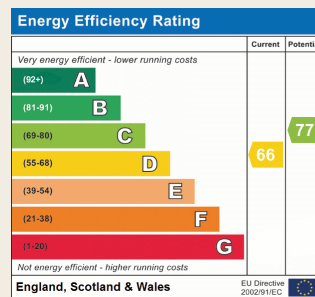 Energy Efficiency Rating
Current Potenti
Very energy efficient - lower running costs
(92+) A
(81-91) B
(69-80) C
77
(55-68) D
66
(39-54) E
(21-38) F
(1-20) G
Not energy efficient - higher running costs
England, Scotland & Wales
EU Directive
2002/91/EC